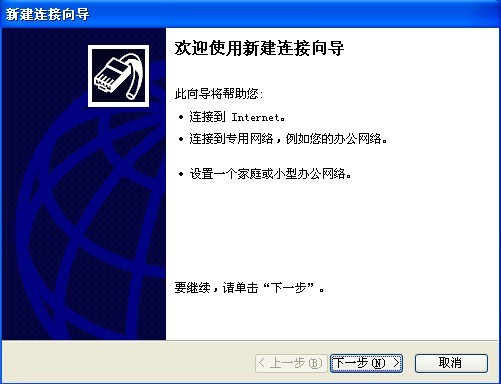 新建连接向导
欢迎使用新建连接向导
此向导将帮助您:
• 连接到 Internet。
• 连接到专用网络，例如您的办公网络。
• 设置一个家庭或小型办公网络。
要继续，请单击“下一步”。
< 上一步(B) 下一步(N) > 取消